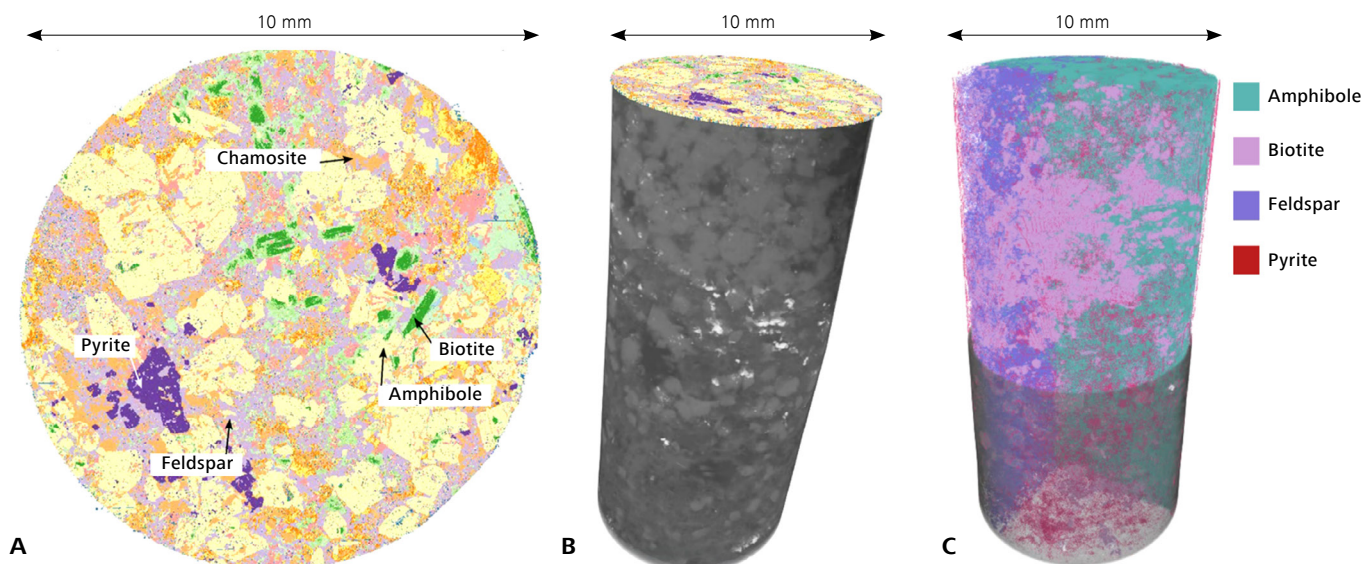 10 mm
10 mm
10 mm
Chamosite
Pyrite
Biotite
Amphibole
Feldspar
Amphibole
Biotite
Feldspar
Pyrite
A
B
C